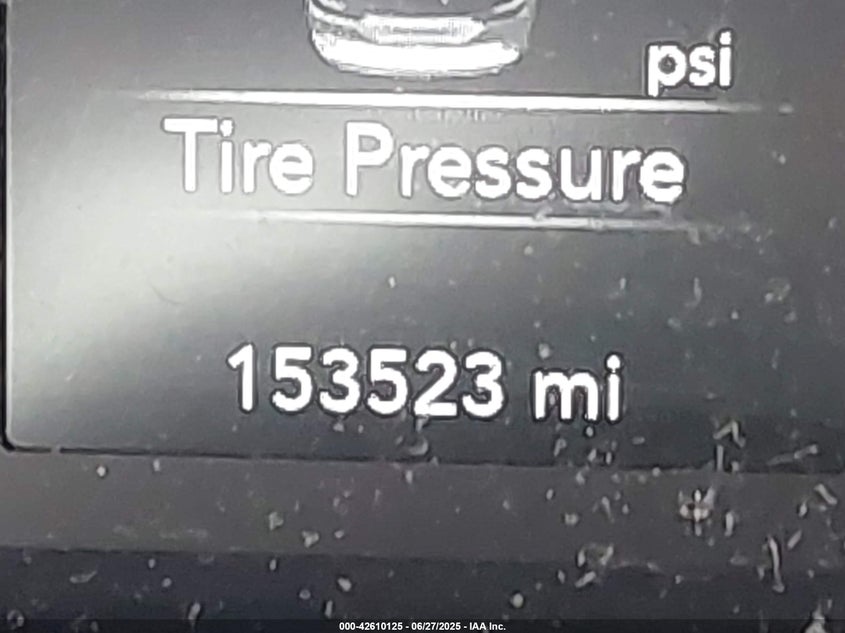 psi
Tire Pressure
153523 mi
000-42610125 - 06/27/2025 - IAA Inc.